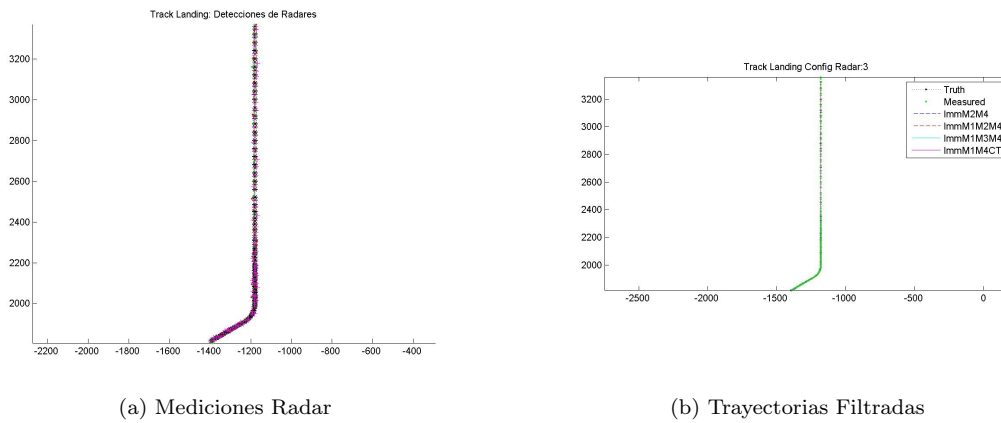 Track Landing: Detecciones de Radares
3200
3000
2800
2600
2400
2200
2000
-2200 -2000 -1800 -1600 -1400 -1200 -1000 -800 -600 -400
(a) Mediciones Radar
Track Landing Config Radar:3
Truth
Measured
ImmM2M4
ImmM1M2M4
ImmM1M3M4
ImmM1M4CT
3200
3000
2800
2600
2400
2200
2000
-2500 -2000 -1500 -1000 -500 0
(b) Trayectorias Filtradas